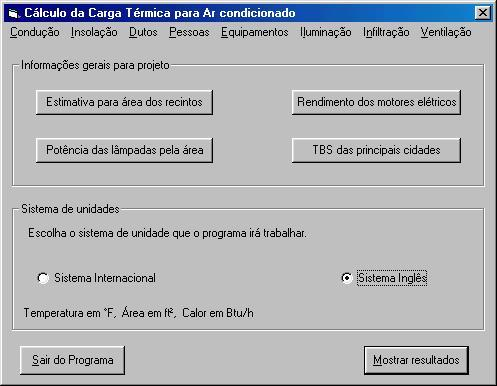 Cálculo da Carga Térmica para Ar condicionado
Condução Insolação Dutos Pessoas Equipamentos Iluminação Infiltração Ventilação
Informações gerais para projeto
Estimativa para área dos recintos Rendimento dos motores elétricos
Potência das lâmpadas pela área TBS das principais cidades
Sistema de unidades
Escolha o sistema de unidade que o programa irá trabalhar.
Sistema Internacional Sistema Inglês
Temperatura em °F, Área em ft², Calor em Btu/h
Sair do Programa Mostrar resultados